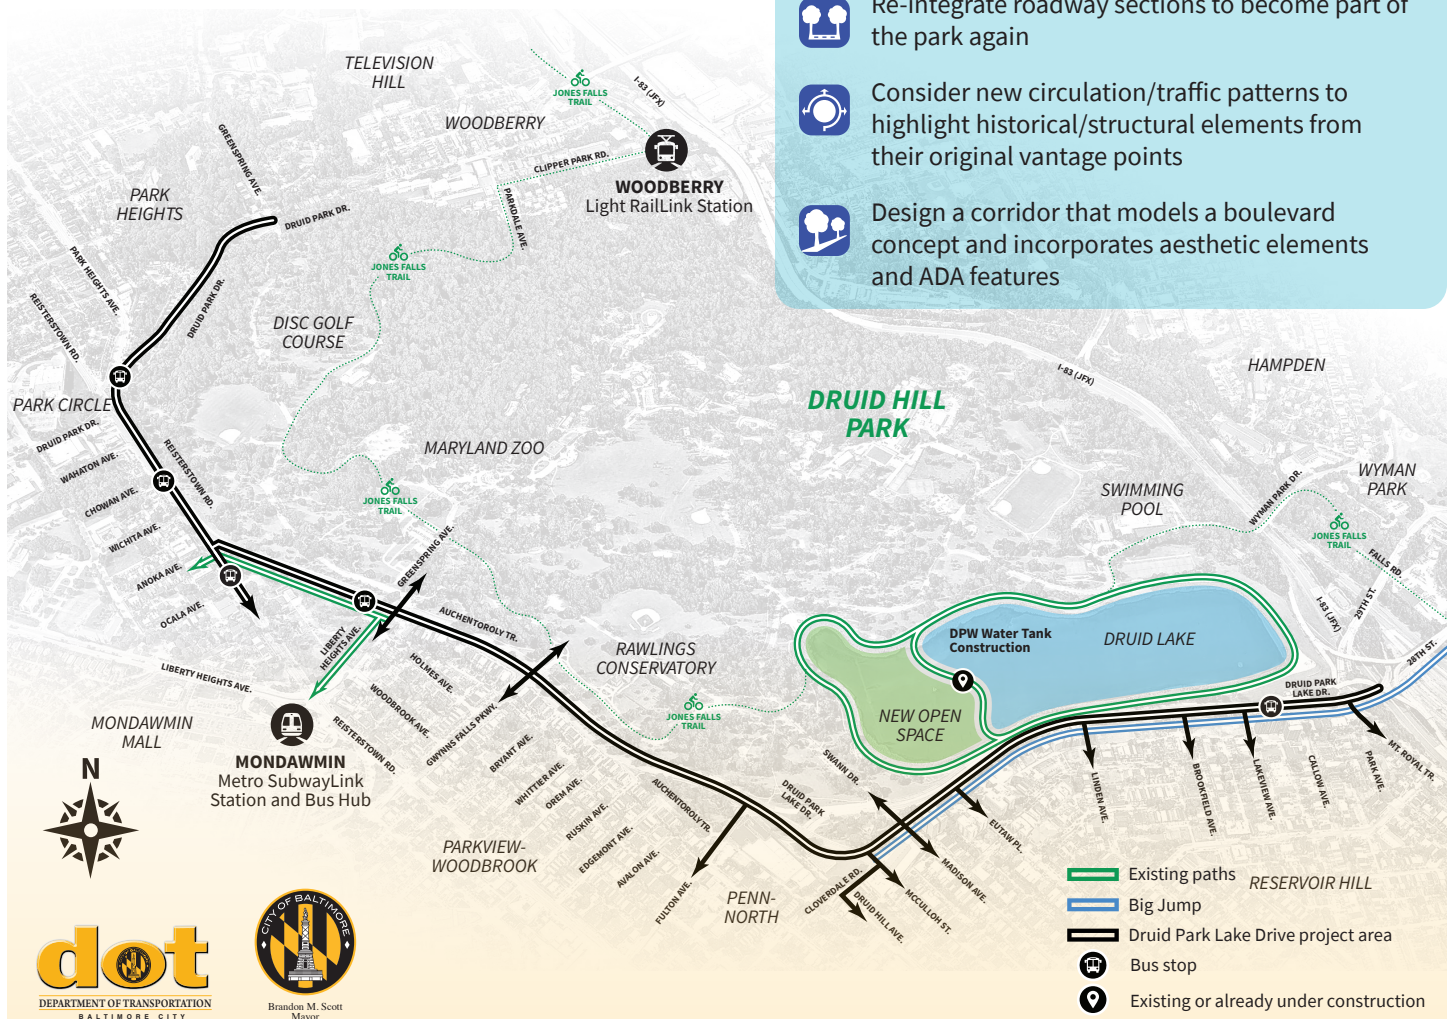 Re-integrate roadway sections to become part of
the park again
Consider new circulation/traffic patterns to
highlight historical/structural elements from
their original vantage points
Design a corridor that models a boulevard
concept and incorporates aesthetic elements
and ADA features
TELEVISION
HILL
JONES FALLS
TRAIL
I-83 (JFX)
WOODBERRY
GREENSPRING AVE.
CLIPPER PARK RD.
WOODBERRY
Light RailLink Station
PARK
HEIGHTS
DRUID PARK DR.
PARKDALE AVE.
PARK HEIGHTS AVE.
JONES FALLS
TRAIL
REISTERSTOWN RD.
DRUID PARK DR.
DISC GOLF
COURSE
I-83 (JFX)
HAMPDEN
DRUID HILL
PARK
PARK CIRCLE
DRUID PARK DR.
REISTERSTOWN RD.
MARYLAND ZOO
WAHATON AVE.
CHOWAN AVE.
JONES FALLS
TRAIL
SWIMMING
POOL
WYMAN PARK DR.
WYMAN
PARK
JONES FALLS
TRAIL
WICHITA AVE.
GREENSPRING AVE.
FALLS RD.
ANOKA AVE.
OCALA AVE.
I-83 (JFX)
29TH ST.
AUCHENTOROLY TR.
LIBERTY
HEIGHTS AVE.
DPW Water Tank
Construction
DRUID LAKE
RAWLINGS
CONSERVATORY
28TH ST.
LIBERTY HEIGHTS AVE.
HOLMES AVE.
WOODBROOK AVE.
DRUID PARK
LAKE DR.
GWYNNS FALLS PKWY.
JONES FALLS
TRAIL
NEW OPEN
SPACE
MONDAWMIN
MALL
REISTERSTOWN RD.
BRYANT AVE.
MT. ROYAL TR.
MONDAWMIN
Metro SubwayLink
Station and Bus Hub
N
WHITTIER AVE.
OREM AVE.
AUCHENTOROLY TR.
SWANN DR.
DRUID PARK
LAKE DR.
LINDEN AVE.
BROOKFIELD AVE.
LAKEVIEW AVE.
CALLOW AVE.
PARK AVE.
RUSKIN AVE.
EUTAW PL.
EDGEMONT AVE.
AVALON AVE.
PARKVIEW-
WOODBROOK
MADISON AVE.
FULTON AVE.
PENN-
NORTH
CLOVERDALE RD.
DRUID HILL AVE.
MCCULLOH ST.
RESERVOIR HILL
Existing paths
Big Jump
Druid Park Lake Drive project area
Bus stop
Existing or already under construction
dot
DEPARTMENT OF TRANSPORTATION
BALTIMORE CITY
CITY OF BALTIMORE
Brandon M. Scott
Mayor